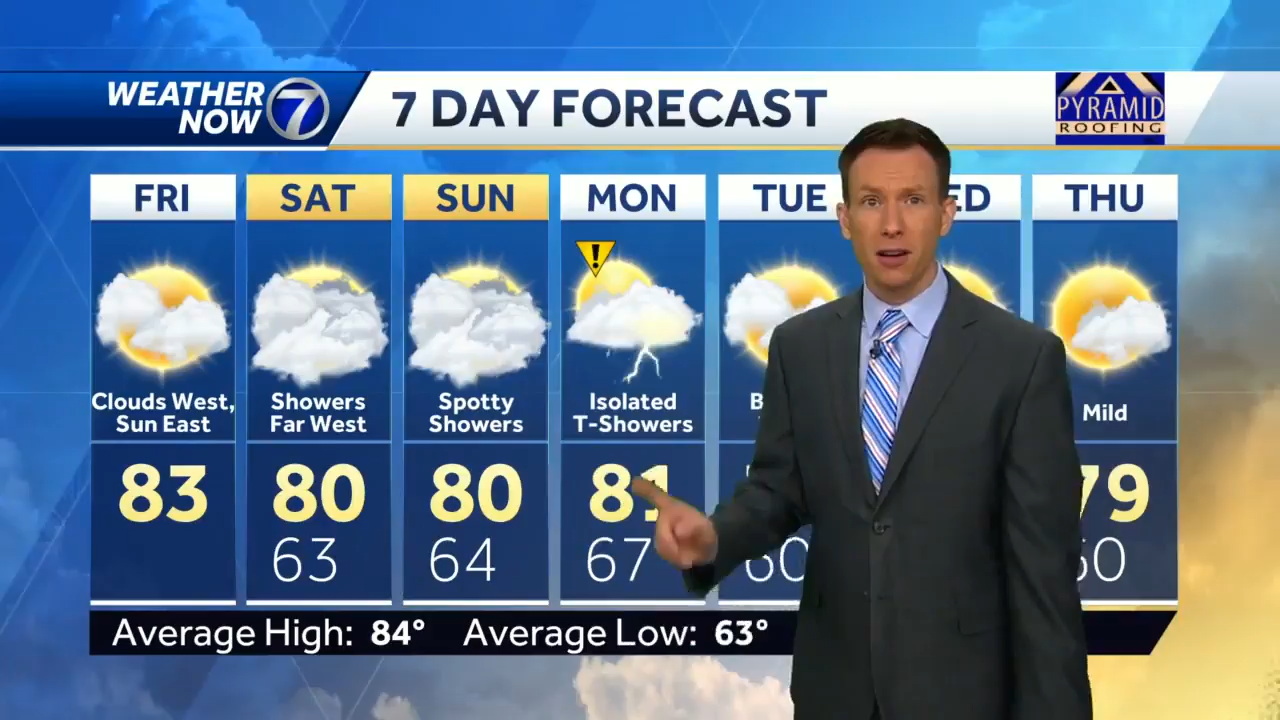 WEATHER
NOW 7
7 DAY FORECAST
PYRAMID
ROOFING
FRI SAT SUN MON TUE THU
!
Clouds West,
Sun East
Showers
Far West
Spotty
Showers
Isolated
T-Showers
Mild
83 80 80 81 79
63 64 67 60
Average High: 84° Average Low: 63°